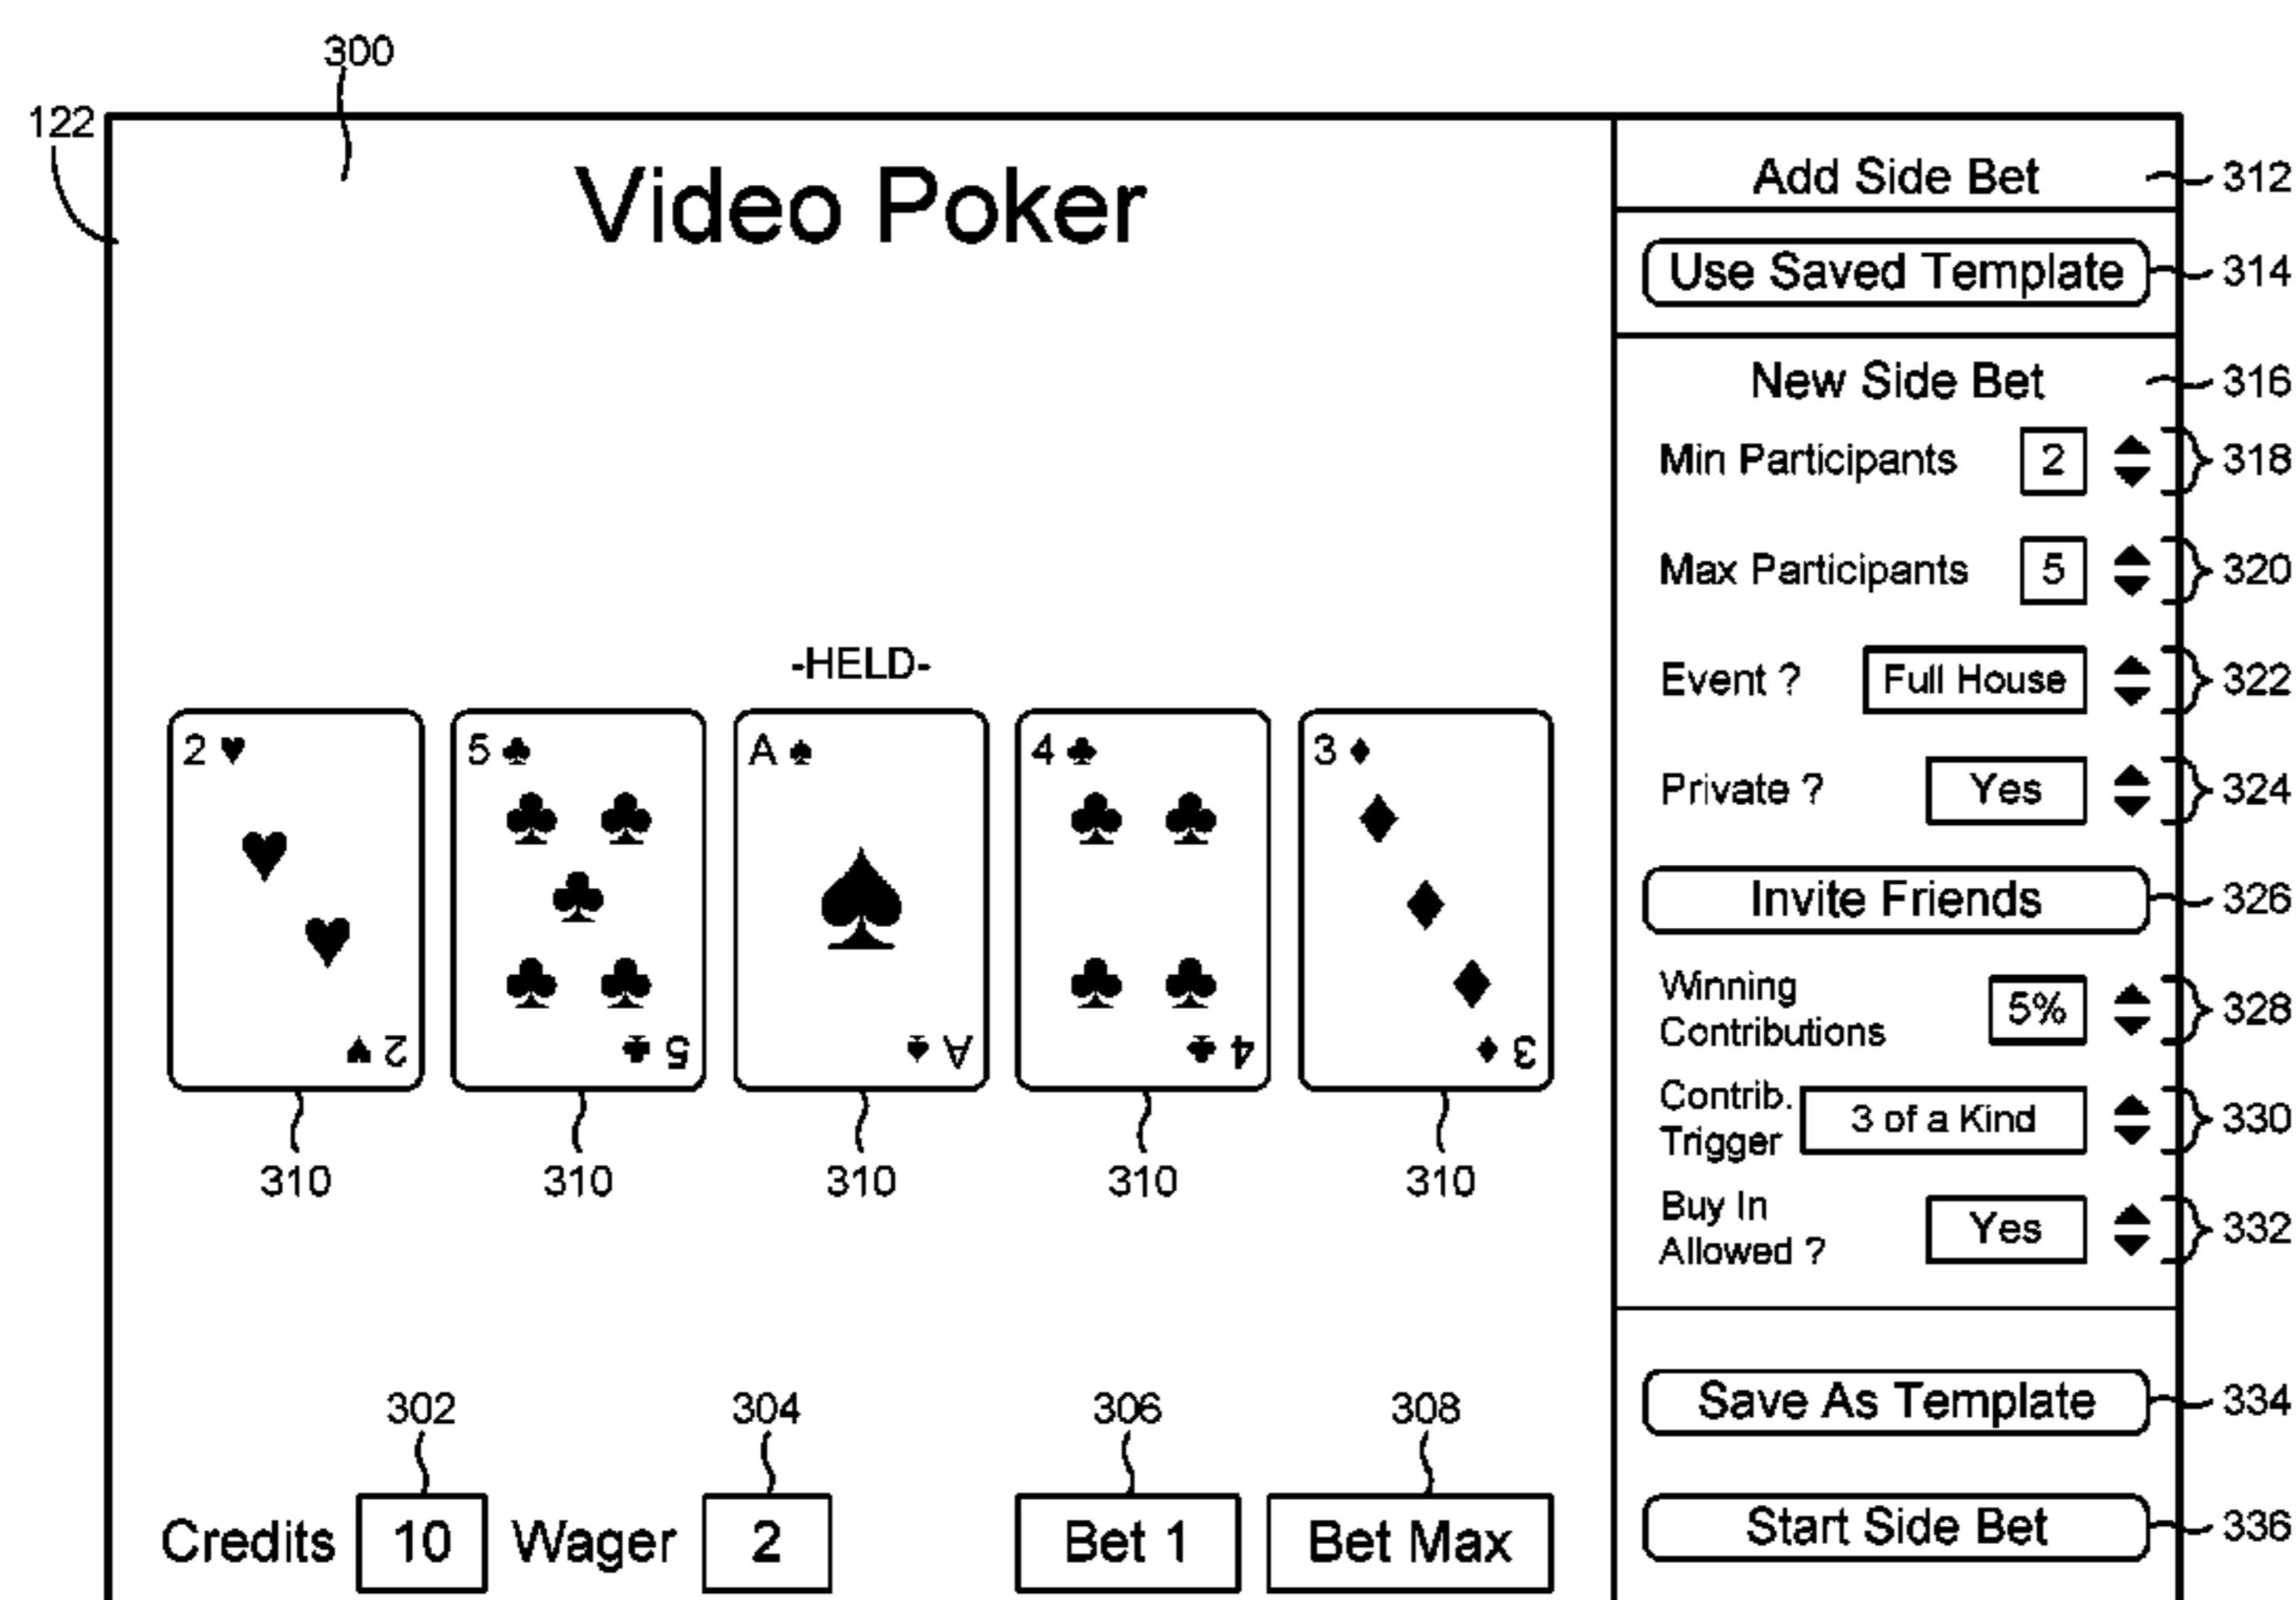 300
122
Video Poker
-HELD-
2♥
5♣
A♠
4♣
3♦
2♥
5♣
A♠
4♣
3♦
310
310
310
310
310
302
304
306
308
Credits 10 Wager 2 Bet 1 Bet Max
Add Side Bet 312
Use Saved Template 314
New Side Bet 316
Min Participants 2 318
Max Participants 5 320
Event ? Full House 322
Private ? Yes 324
Invite Friends 326
Winning
Contributions 5% 328
Contrib.
Trigger 3 of a Kind 330
Buy In
Allowed ? Yes 332
Save As Template 334
Start Side Bet 336